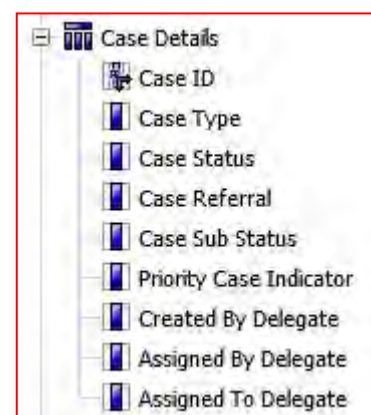 Case Details
Case ID
Case Type
Case Status
Case Referral
Case Sub Status
Priority Case Indicator
Created By Delegate
Assigned By Delegate
Assigned To Delegate